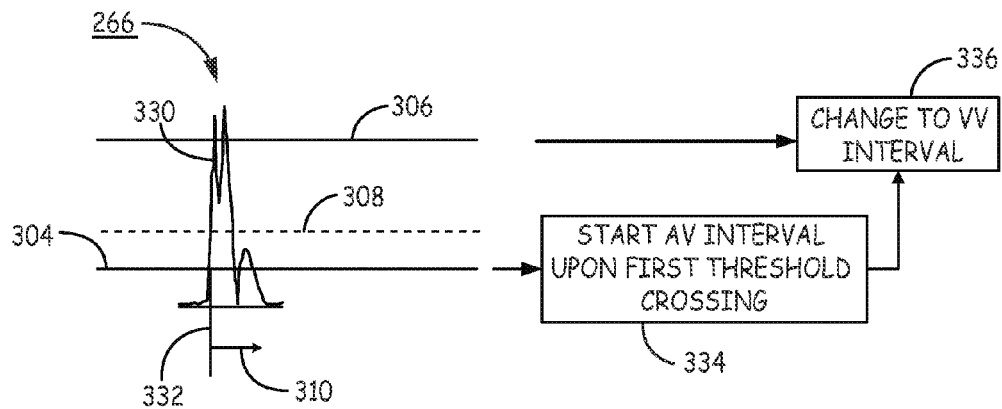 266
330
306
308
304
332
310
START AV INTERVAL
UPON FIRST THRESHOLD
CROSSING
334
336
CHANGE TO VV
INTERVAL